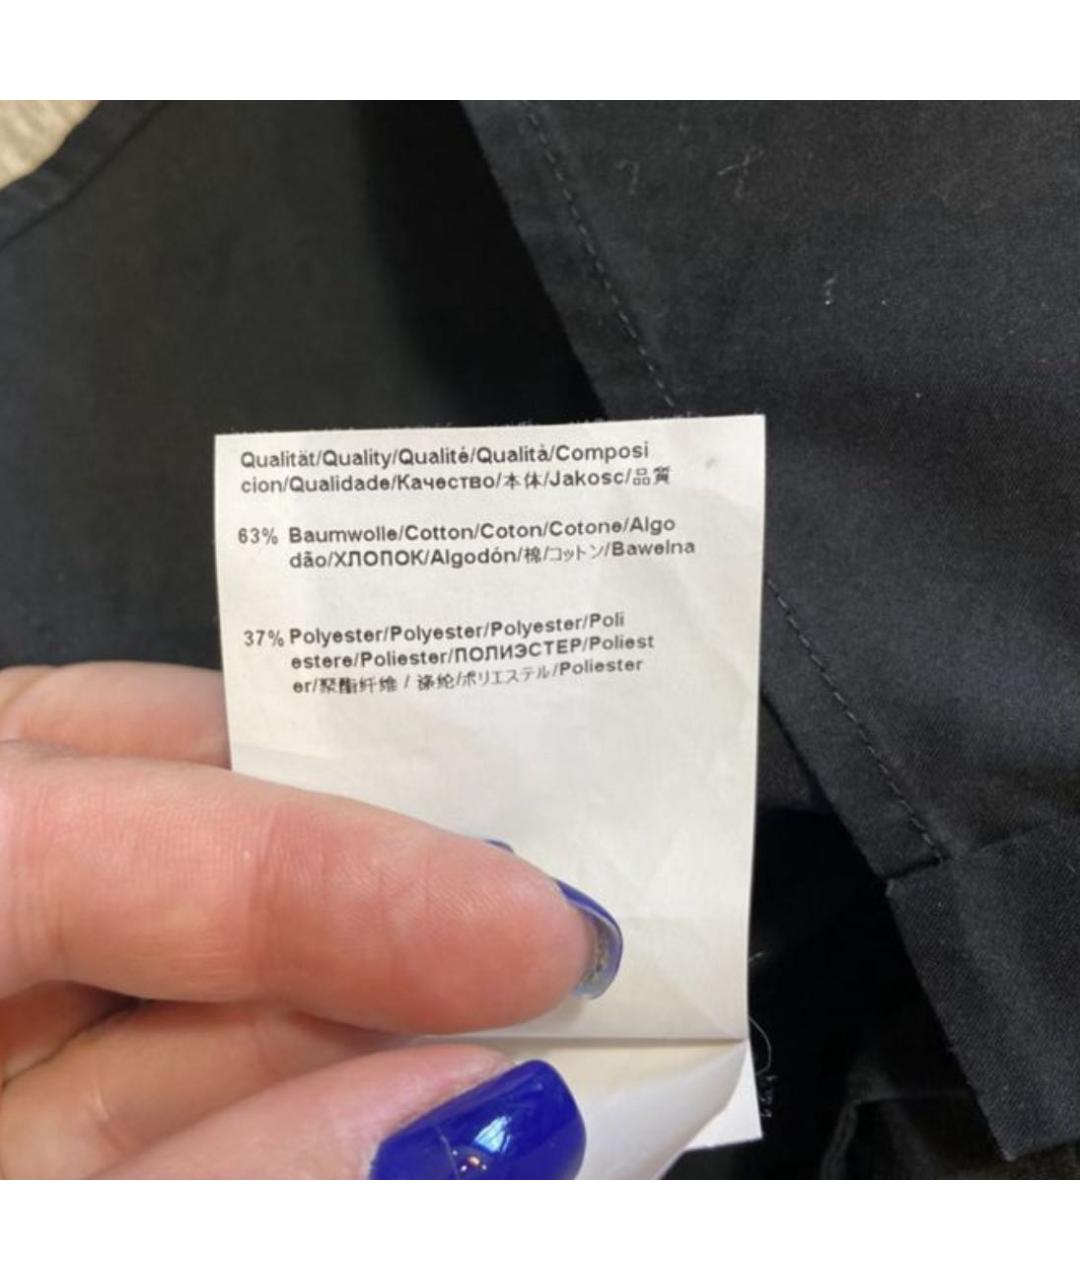 Qualität/Quality/Qualité/Qualità/Composi
cion/Qualidade/Качество/本体/Jakosc/品質
63% Baumwolle/Cotton/Coton/Cotone/Algo
dão/ХЛОПОК/Algodón/棉/コットン/Bawelna
37% Polyester/Polyester/Polyester/Poli
estere/Poliester/ПОЛИЭСТЕР/Poliest
er/聚酯纤维 / 涤纶/ポリエステル/Poliester